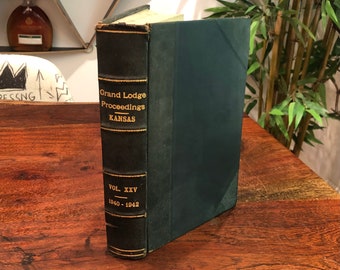 Grand Lodge
Proceedings
KANSAS
VOL. XXV
1940-1942